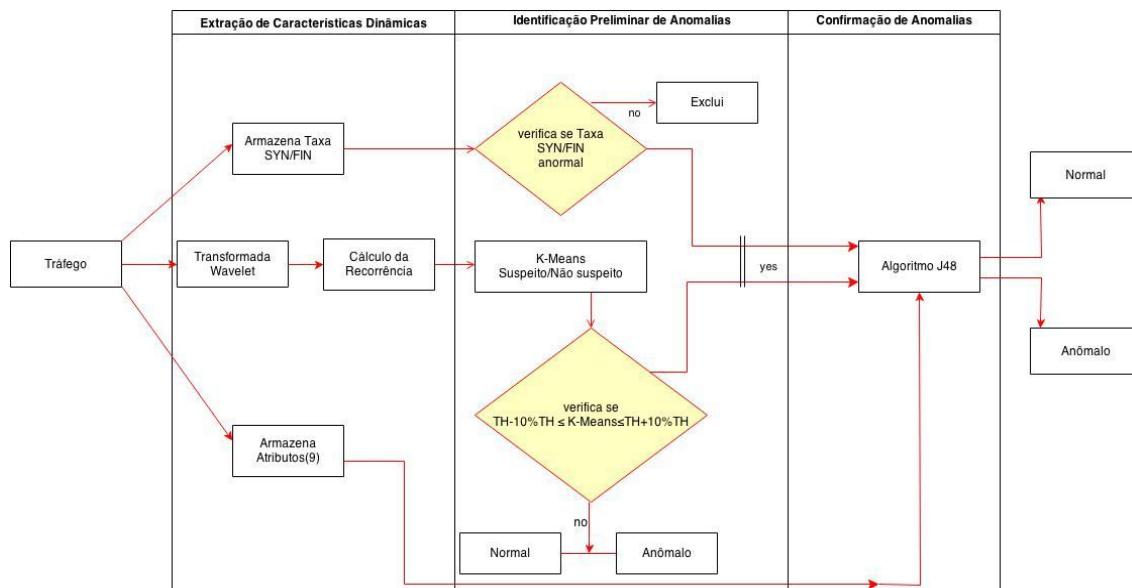 Extração de Características Dinâmicas
Identificação Preliminar de Anomalias
Confirmação de Anomalias
Exclui
no
verifica se Taxa
SYN/FIN
anormal
Armazena Taxa
SYN/FIN
Normal
Tráfego
Transformada
Wavelet
Cálculo da
Recorrência
K-Means
Suspeito/Não suspeito
yes
Algoritmo J48
Anômalo
verifica se
TH-10%TH ≤ K-Means≤TH+10%TH
Armazena
Atributos(9)
no
Normal
Anômalo